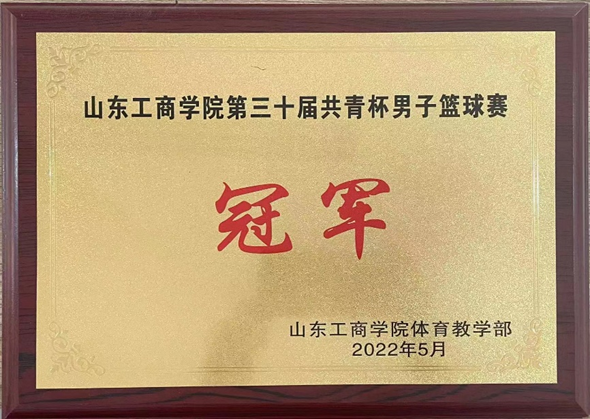 山东工商学院第三十届共青杯男子篮球赛
冠军
山东工商学院体育教学部
2022年5月